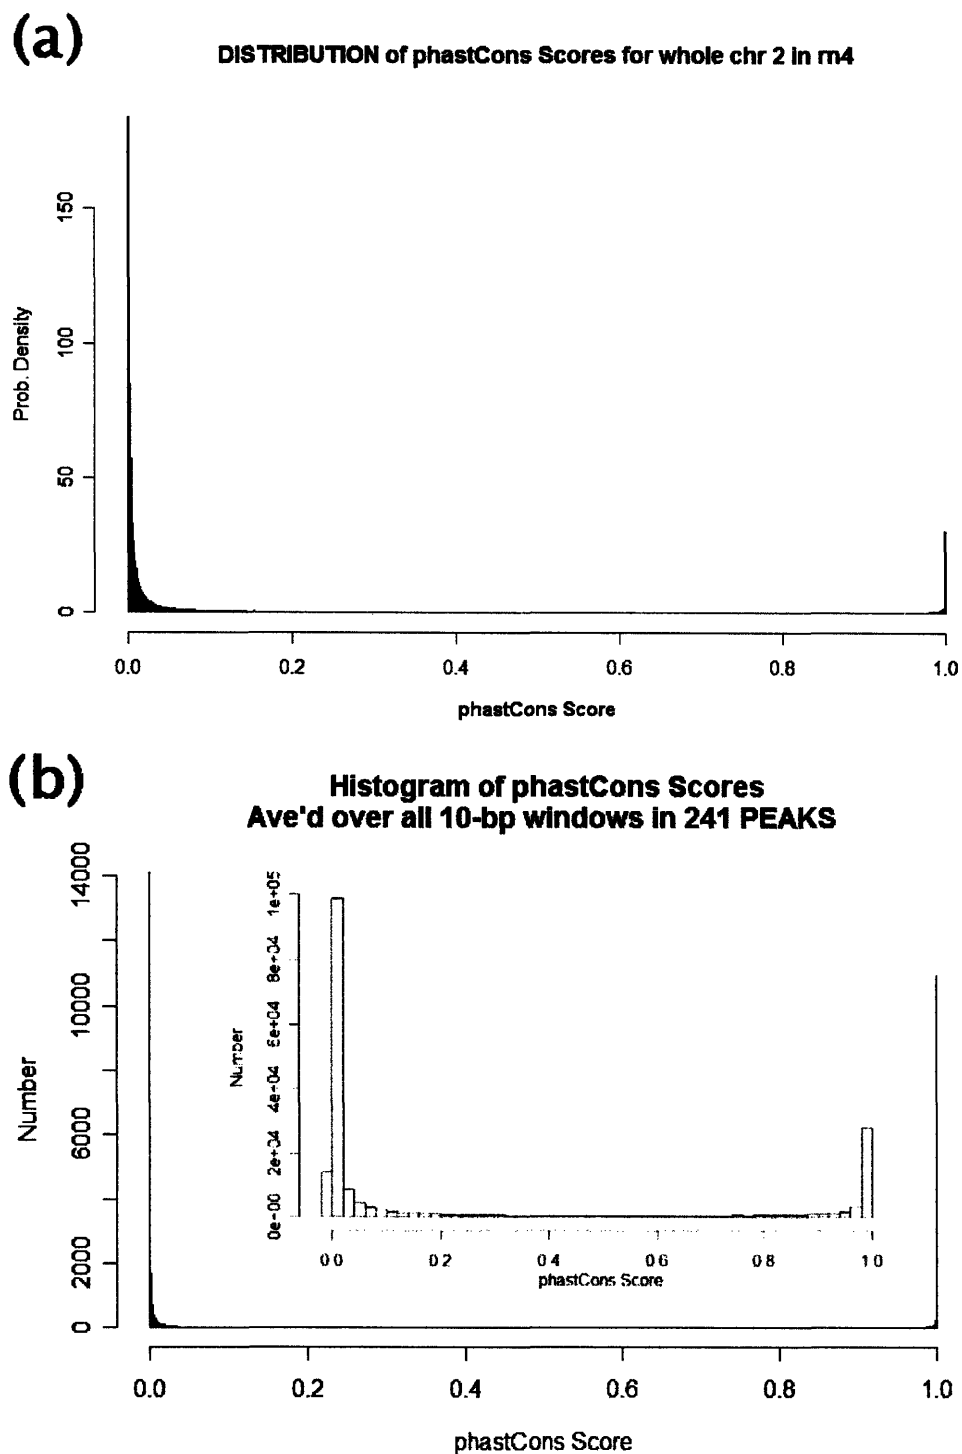 (a)
DISTRIBUTION of phastCons Scores for whole chr 2 in rn4
150
100
50
0
Prob. Density
0.0 0.2 0.4 0.6 0.8 1.0
phastCons Score
(b)
Histogram of phastCons Scores
Ave'd over all 10-bp windows in 241 PEAKS
14000
10000
6000
2000
0
Number
1e+05
8e+04
6e+04
4e+04
2e+04
0e+00
Number
0.0 0.2 0.4 0.6 0.8 1.0
phastCons Score
0.0 0.2 0.4 0.6 0.8 1.0
phastCons Score